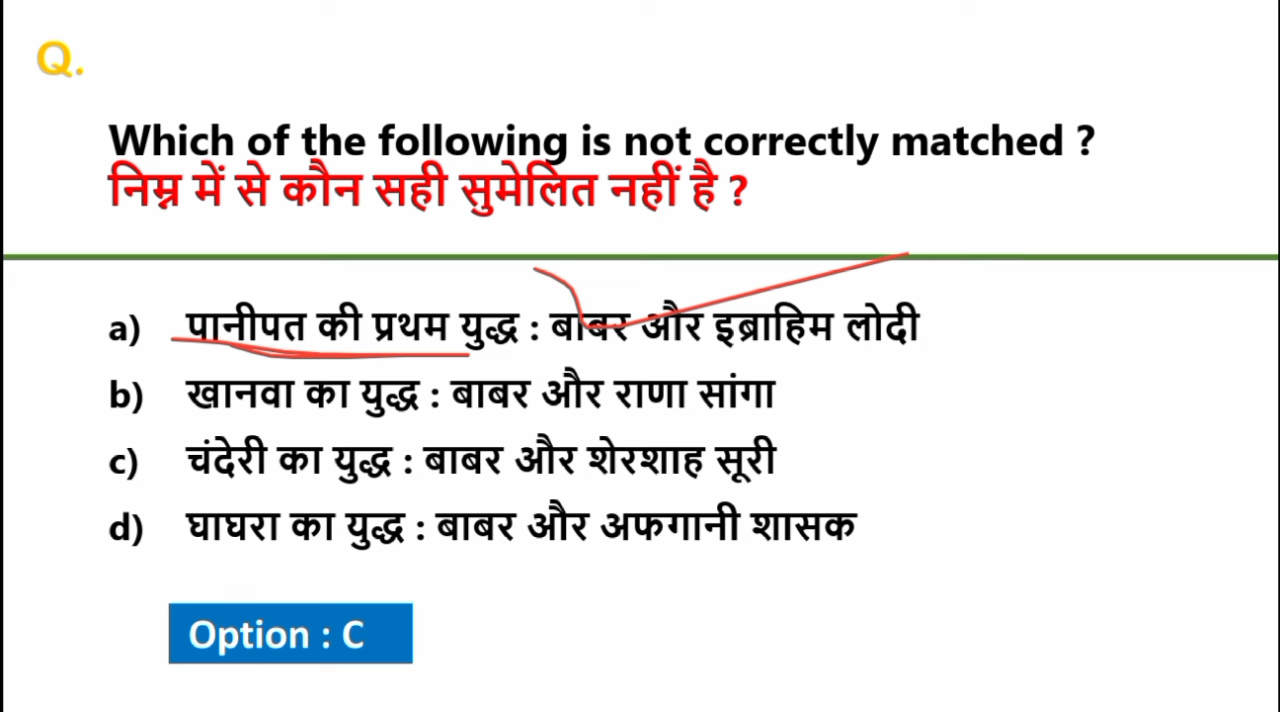 Q.
Which of the following is not correctly matched ?
निम्न में से कौन सही सुमेलित नहीं है ?
a) पानीपत की प्रथम युद्ध : बाबर और इब्राहिम लोदी
b) खानवा का युद्ध : बाबर और राणा सांगा
c) चंदेरी का युद्ध : बाबर और शेरशाह सूरी
d) घाघरा का युद्ध : बाबर और अफगानी शासक
Option : C